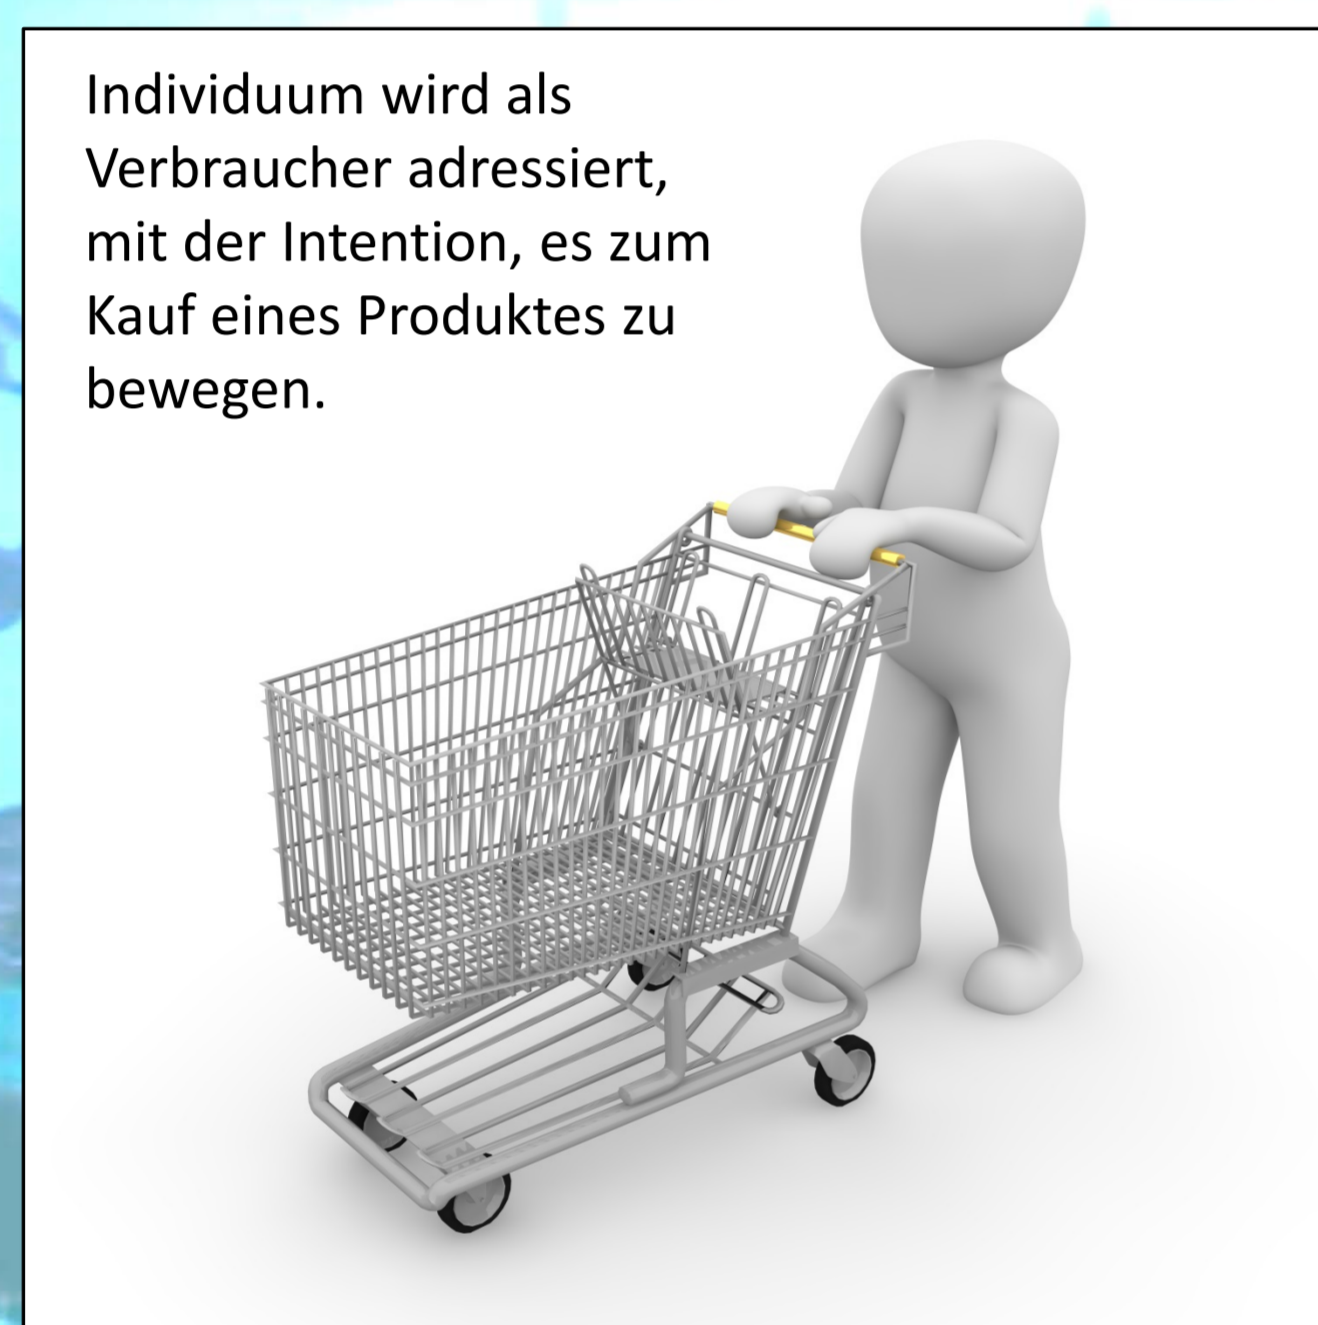 Individuum wird als
Verbraucher adressiert,
mit der Intention, es zum
Kauf eines Produktes zu
bewegen.